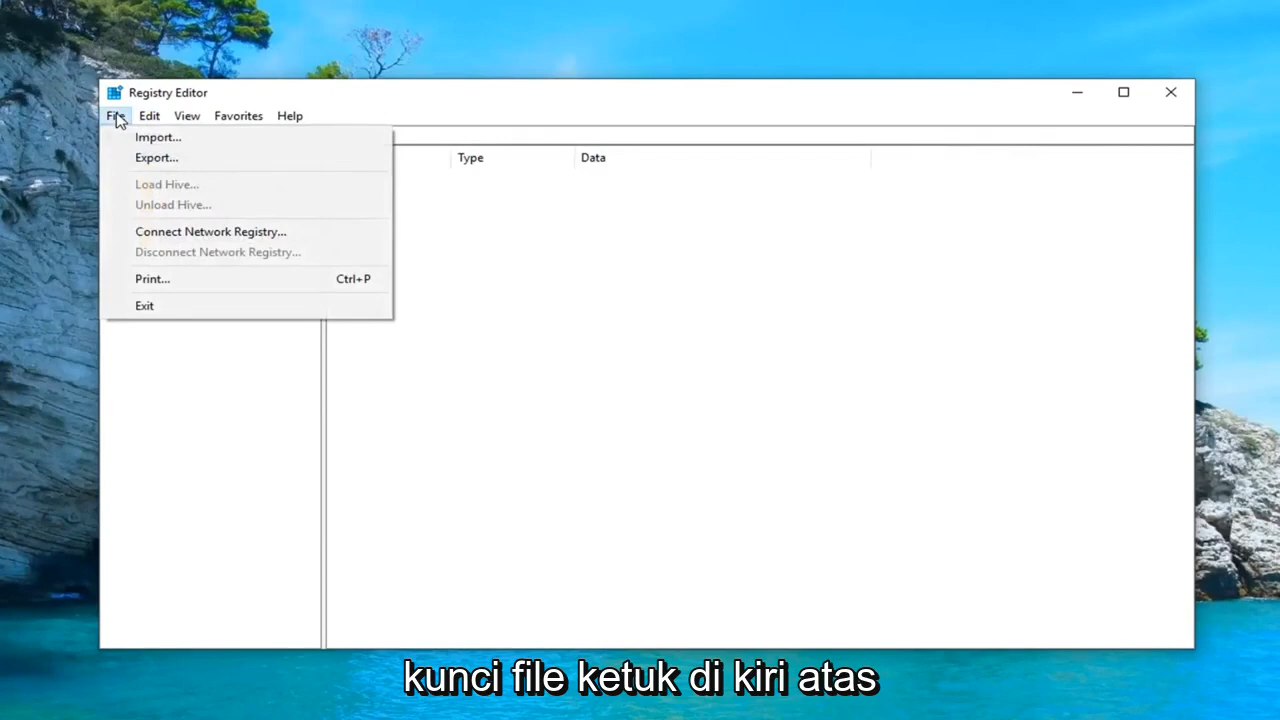 Registry Editor
File Edit View Favorites Help
Import...
Export...
Type Data
Load Hive...
Unload Hive...
Connect Network Registry...
Disconnect Network Registry...
Print... Ctrl+P
Exit
kunci file ketuk di kiri atas